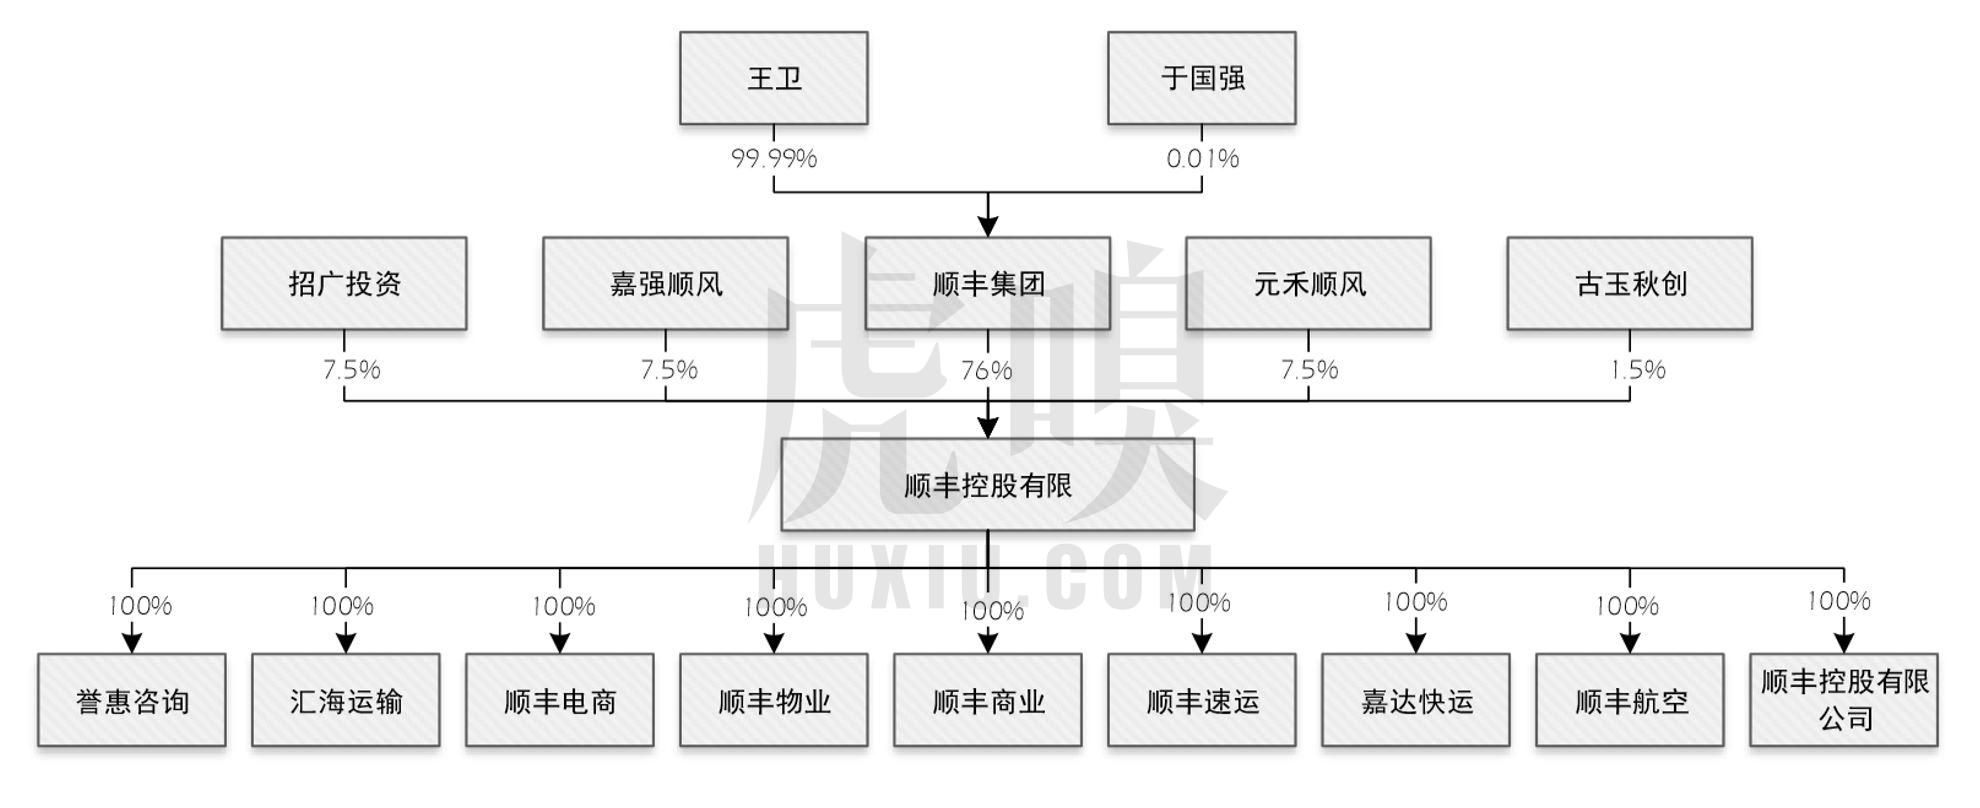 王卫
于国强
99.99%
0.01%
招广投资
嘉强顺风
顺丰集团
元禾顺风
古玉秋创
7.5%
7.5%
76%
7.5%
1.5%
顺丰控股有限
虎嗅
HUXIU.COM
100%
100%
100%
100%
100%
100%
100%
100%
100%
誉惠咨询
汇海运输
顺丰电商
顺丰物业
顺丰商业
顺丰速运
嘉达快运
顺丰航空
顺丰控股有限
公司